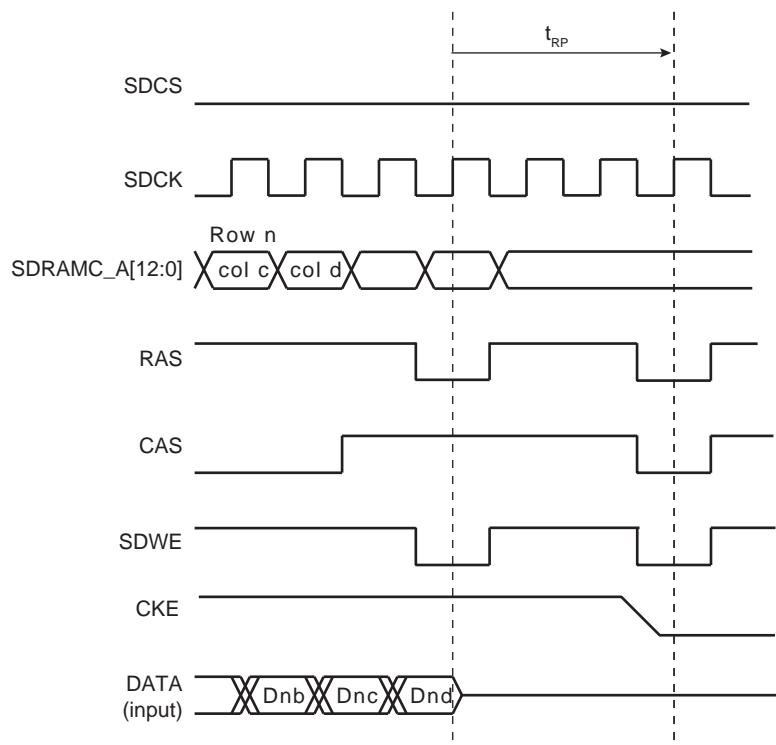 t_RP
SDCS
SDCK
Row n
SDRAMC_A[12:0]
col c col d
RAS
CAS
SDWE
CKE
DATA
(input)
Dnb Dnc Dnd